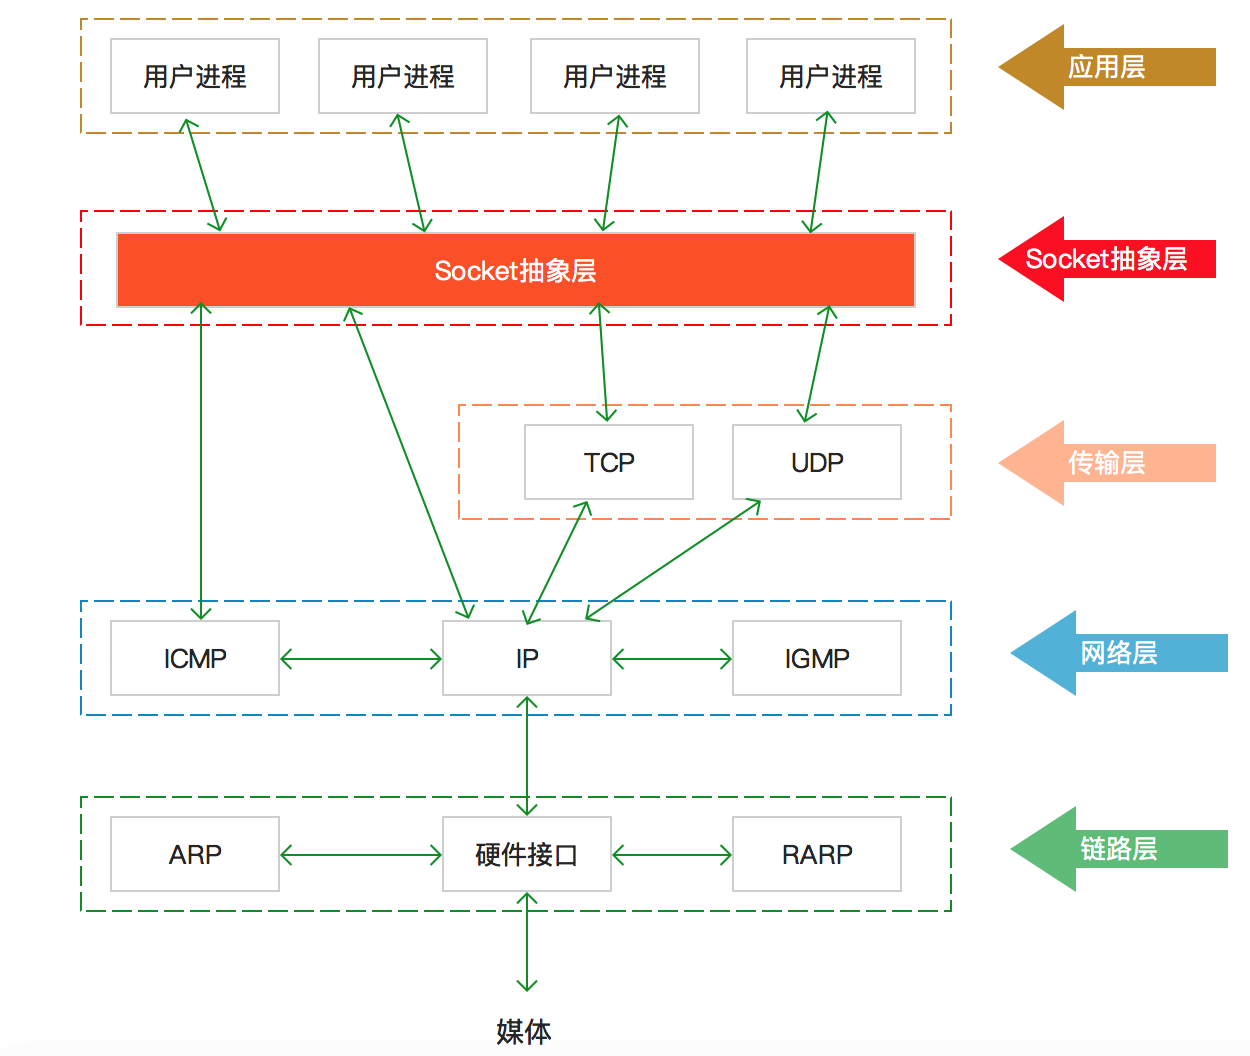 用户进程
用户进程
用户进程
用户进程
应用层
Socket抽象层
Socket抽象层
TCP
UDP
传输层
ICMP
IP
IGMP
网络层
ARP
硬件接口
RARP
链路层
媒体